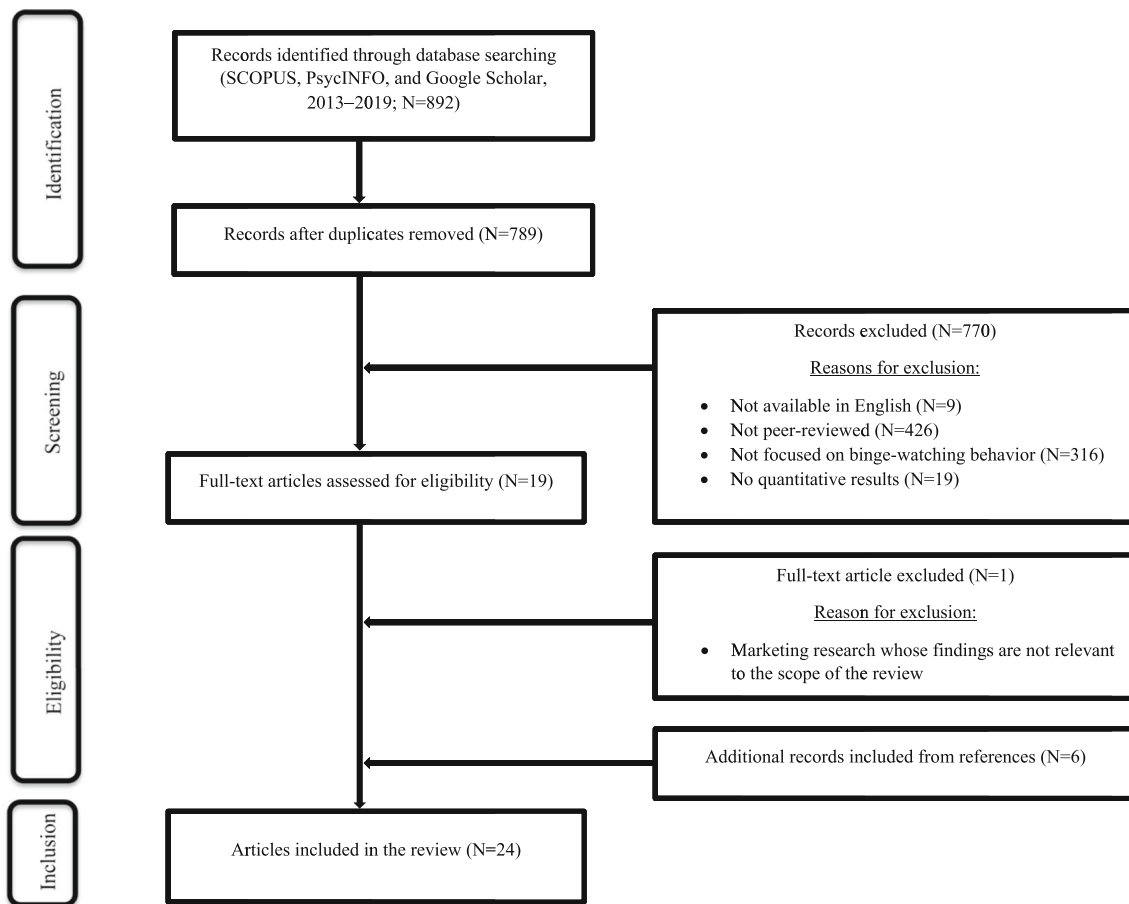 Identification
Records identified through database searching
(SCOPUS, PsycINFO, and Google Scholar,
2013–2019; N=892)
Records after duplicates removed (N=789)
Screening
Records excluded (N=770)
Reasons for exclusion:
• Not available in English (N=9)
• Not peer-reviewed (N=426)
• Not focused on binge-watching behavior (N=316)
• No quantitative results (N=19)
Full-text articles assessed for eligibility (N=19)
Eligibility
Full-text article excluded (N=1)
Reason for exclusion:
• Marketing research whose findings are not relevant
to the scope of the review
Additional records included from references (N=6)
Inclusion
Articles included in the review (N=24)